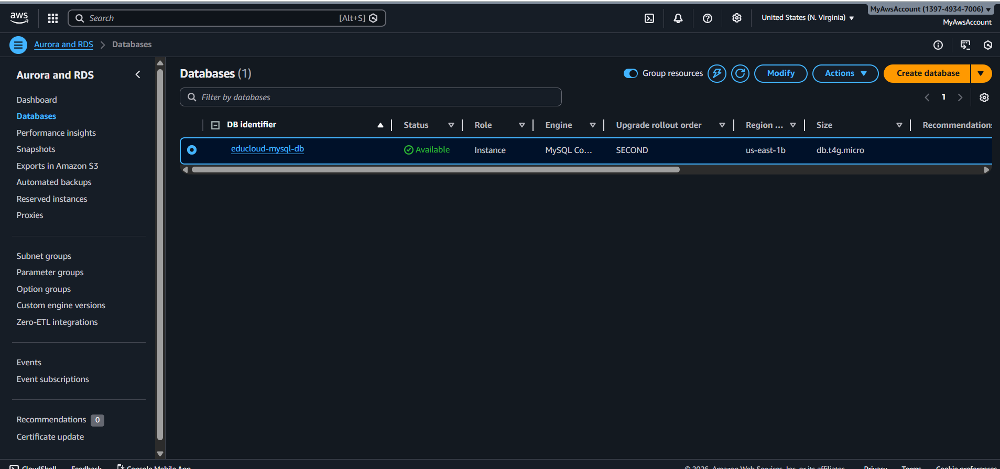 aws
Search [Alt+S]
United States (N. Virginia)
MyAwsAccount (1397-4934-7006)
MyAwsAccount
Aurora and RDS
Databases
Aurora and RDS
Dashboard
Databases
Performance insights
Snapshots
Exports in Amazon S3
Automated backups
Reserved instances
Proxies
Subnet groups
Parameter groups
Option groups
Custom engine versions
Zero-ETL integrations
Events
Event subscriptions
Recommendations 0
Certificate update
Databases (1)
Group resources
Modify
Actions
Create database
Filter by databases
1
DB identifier Status Role Engine Upgrade rollout order Region ... Size Recommendations
educloud-mysql-db Available Instance MySQL Co... SECOND us-east-1b db.t4g.micro
CloudShell Feedback Console Mobile App © 2026, Amazon Web Services, Inc. or its affiliates. Privacy Terms Cookie preferences